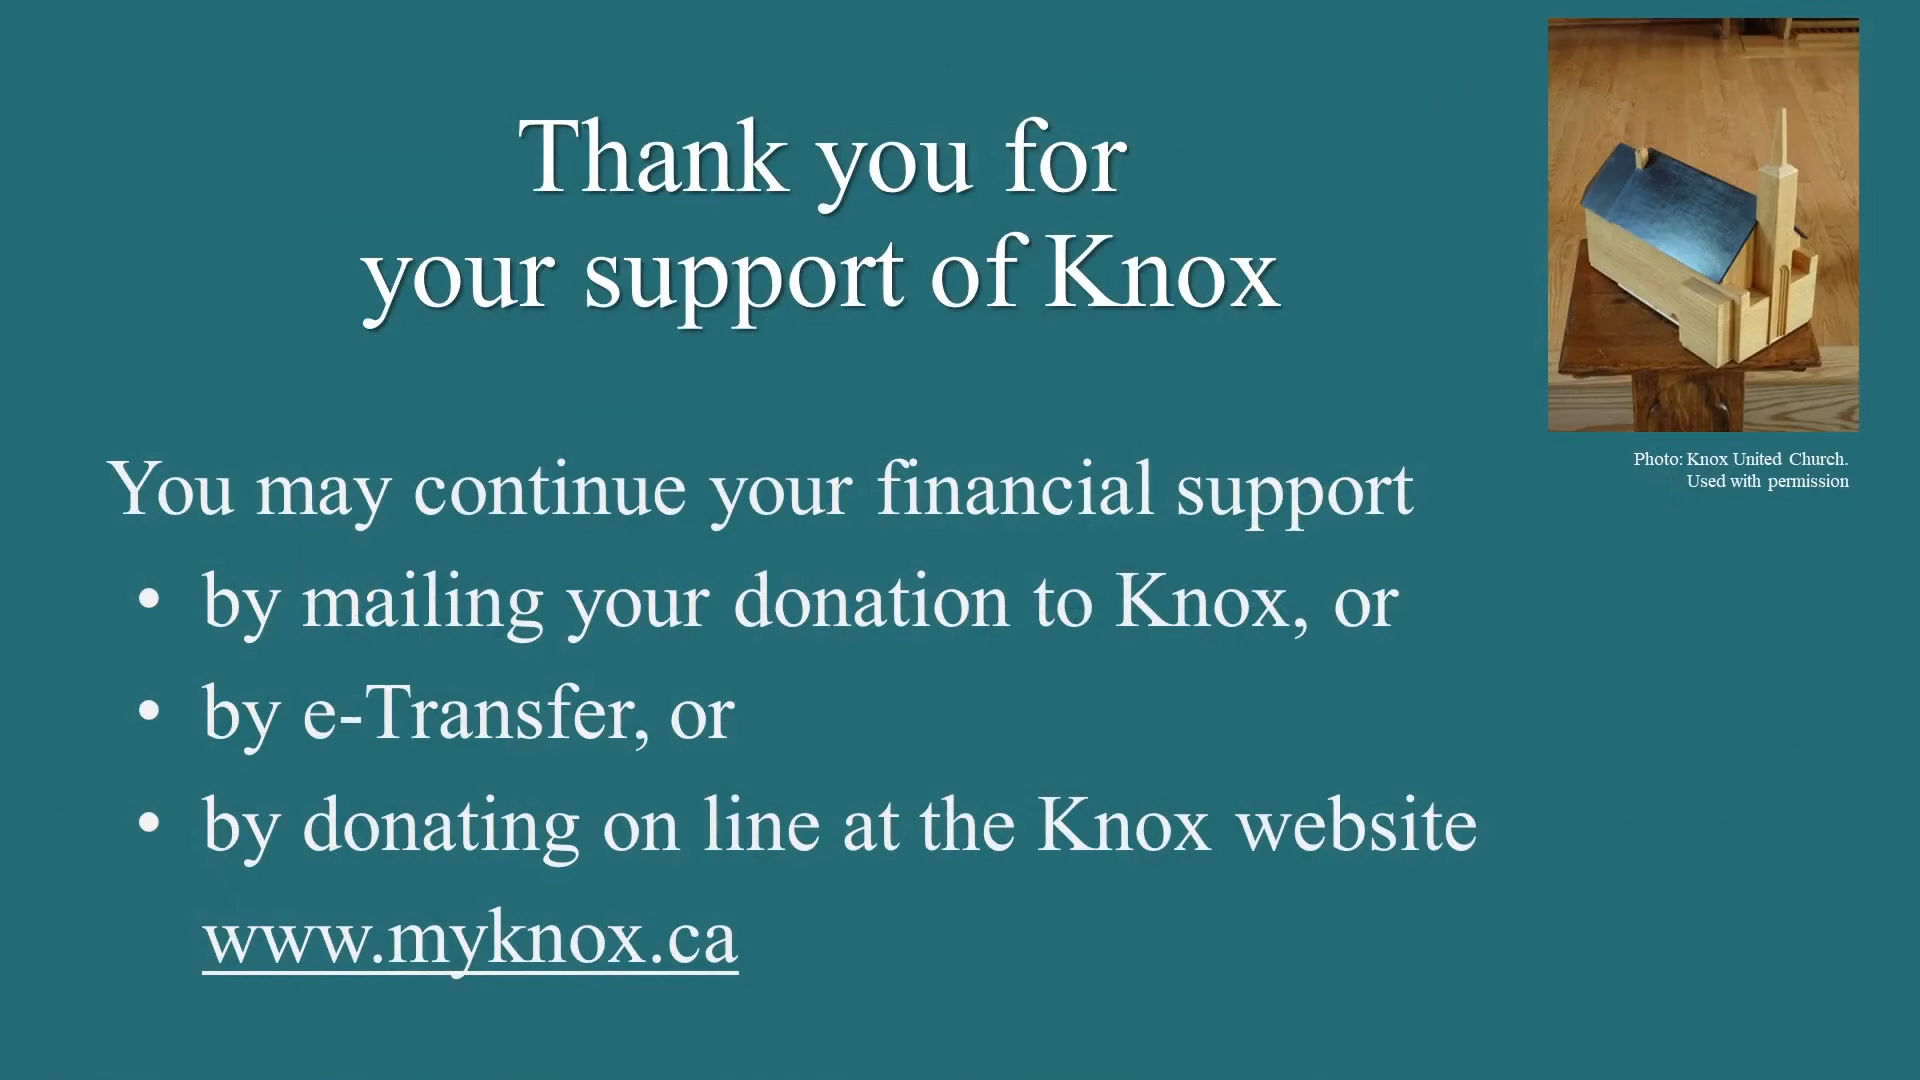 Thank you for
your support of Knox
Photo: Knox United Church.
Used with permission
You may continue your financial support
• by mailing your donation to Knox, or
• by e-Transfer, or
• by donating on line at the Knox website
www.myknox.ca